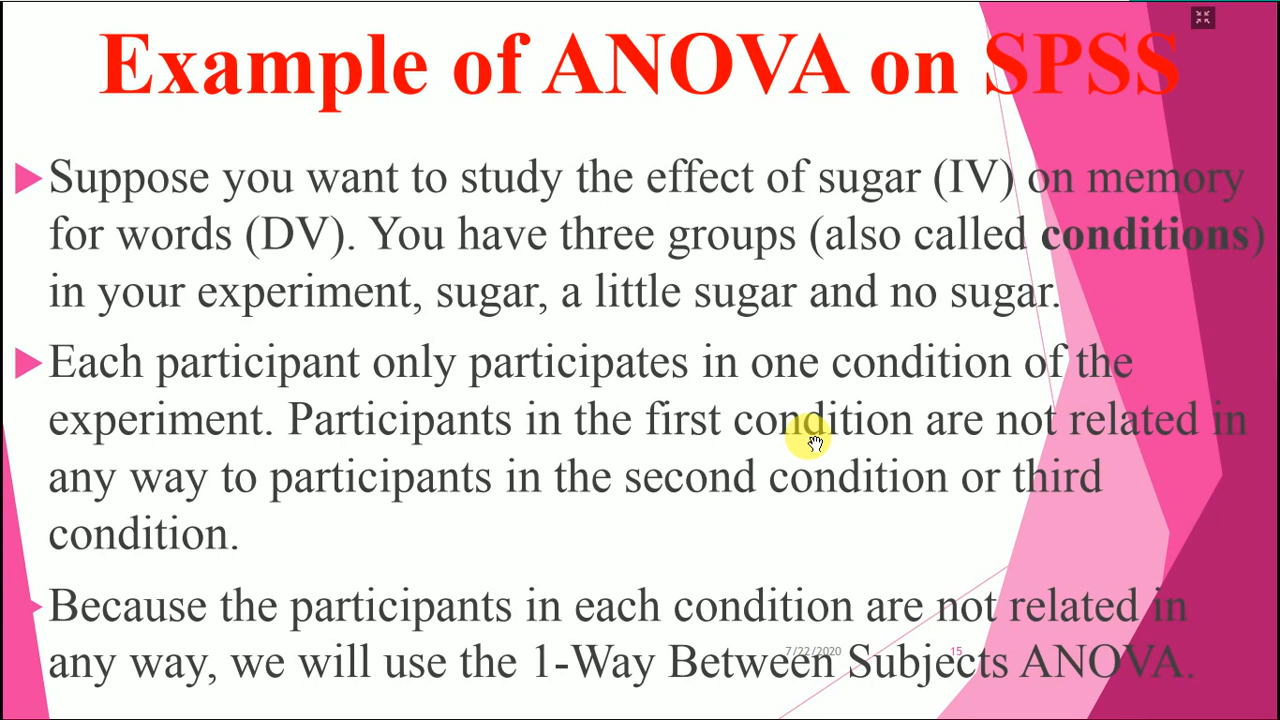 Example of ANOVA on SPSS
Suppose you want to study the effect of sugar (IV) on memory
for words (DV). You have three groups (also called conditions)
in your experiment, sugar, a little sugar and no sugar.
Each participant only participates in one condition of the
experiment. Participants in the first condition are not related in
any way to participants in the second condition or third
condition.
Because the participants in each condition are not related in
any way, we will use the 1-Way Between Subjects ANOVA.
7/22/2020
15